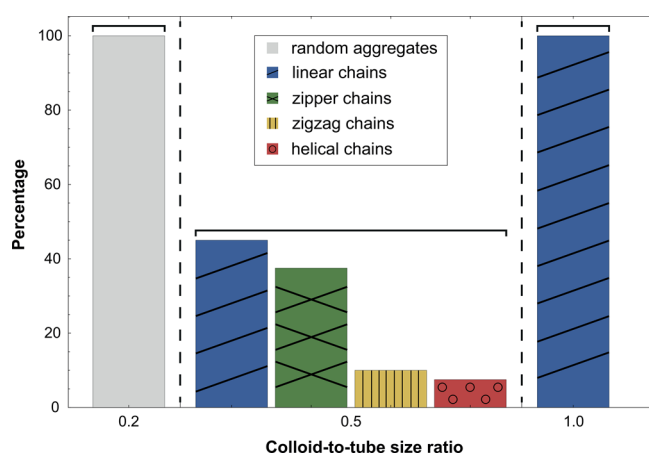 100
80
60
40
20
0
Percentage
random aggregates
linear chains
zipper chains
zigzag chains
helical chains
0.2
0.5
1.0
Colloid-to-tube size ratio